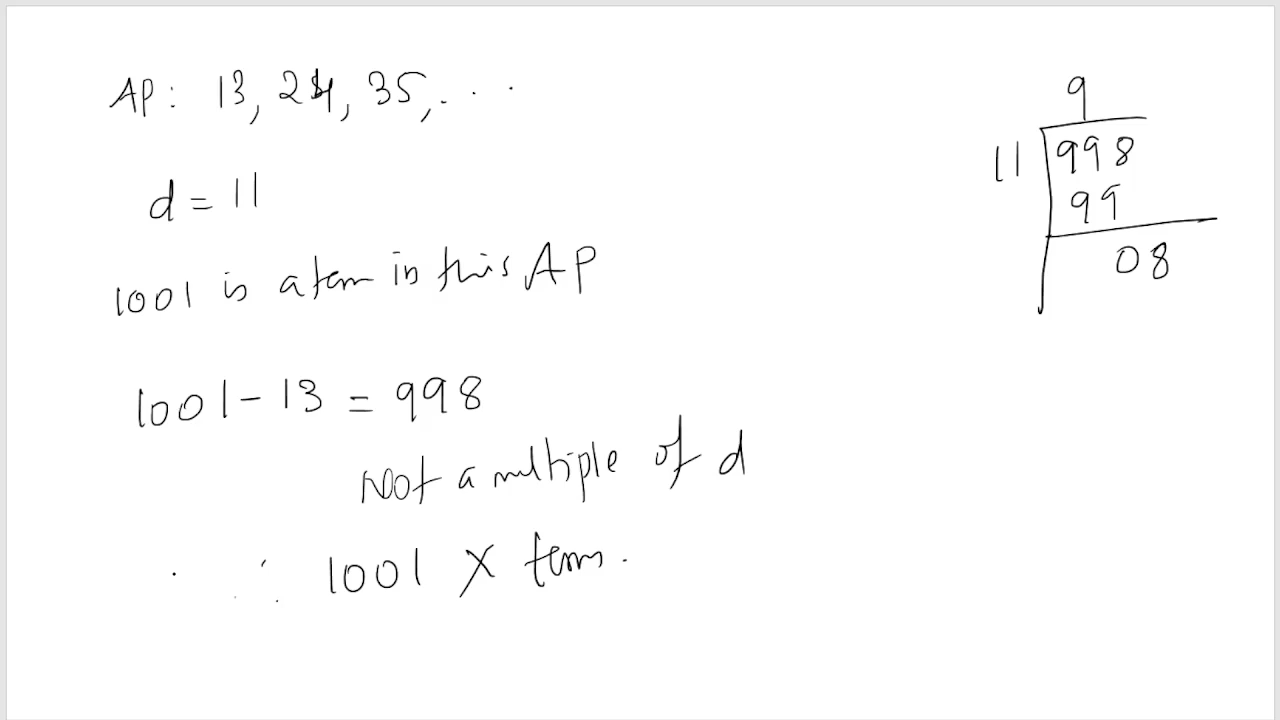 AP: 13, 24, 35, ...
d = 11
1001 is a term in this AP
1001 - 13 = 998
Not a multiple of d
∴ 1001 X term.
9
11 998
99
08